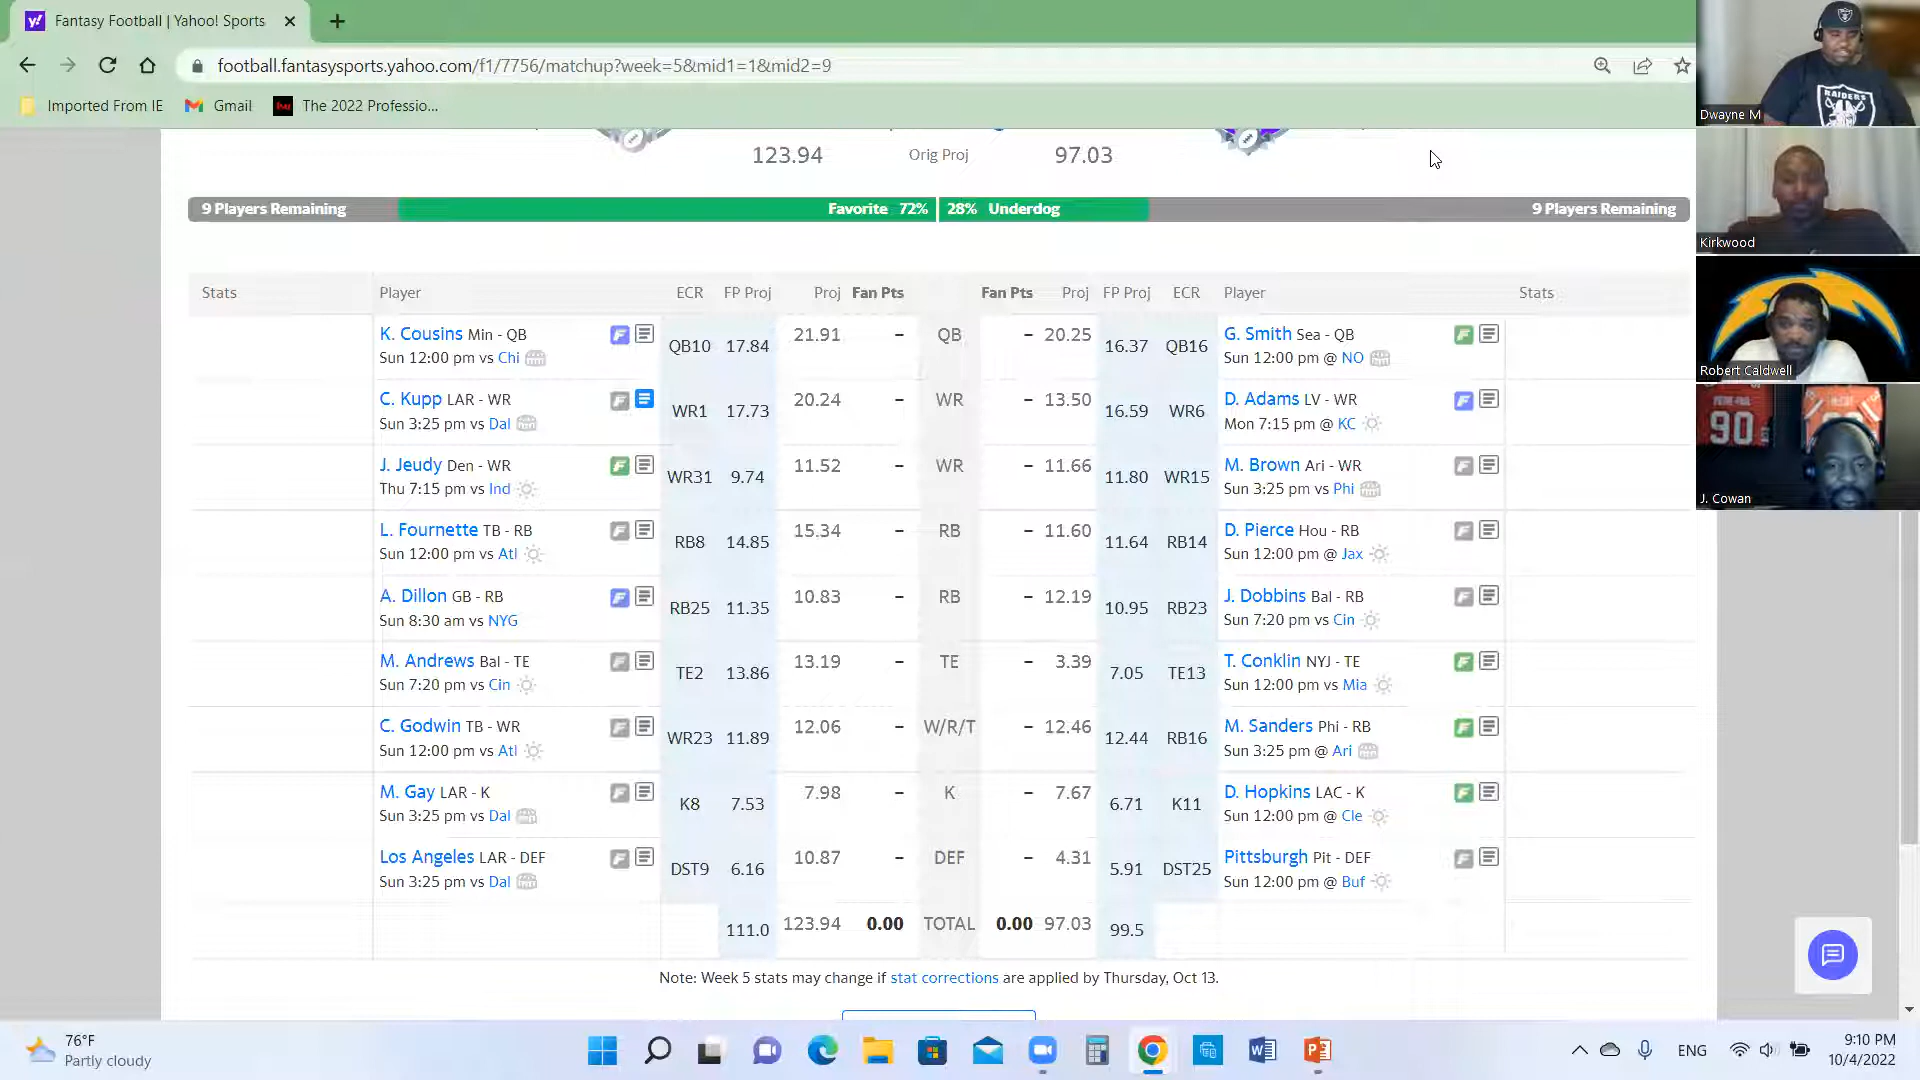 Fantasy Football | Yahoo! Sports
football.fantasysports.yahoo.com/f1/7756/matchup?week=5&mid1=1&mid2=9
Imported From IE Gmail The 2022 Professio...
123.94 Orig Proj 97.03
9 Players Remaining Favorite 72% 28% Underdog 9 Players Remaining
Stats Player ECR FP Proj Proj Fan Pts Fan Pts Proj FP Proj ECR Player Stats
K. Cousins Min - QB QB10 17.84 21.91 – QB – 20.25 16.37 QB16 G. Smith Sea - QB
Sun 12:00 pm vs Chi Sun 12:00 pm @ NO
C. Kupp LAR - WR WR1 17.73 20.24 – WR – 13.50 16.59 WR6 D. Adams LV - WR
Sun 3:25 pm vs Dal Mon 7:15 pm @ KC
J. Jeudy Den - WR WR31 9.74 11.52 – WR – 11.66 11.80 WR15 M. Brown Ari - WR
Thu 7:15 pm vs Ind Sun 3:25 pm vs Phi
L. Fournette TB - RB RB8 14.85 15.34 – RB – 11.60 11.64 RB14 D. Pierce Hou - RB
Sun 12:00 pm vs Atl Sun 12:00 pm @ Jax
A. Dillon GB - RB RB25 11.35 10.83 – RB – 12.19 10.95 RB23 J. Dobbins Bal - RB
Sun 8:30 am vs NYG Sun 7:20 pm vs Cin
M. Andrews Bal - TE TE2 13.86 13.19 – TE – 3.39 7.05 TE13 T. Conklin NYJ - TE
Sun 7:20 pm vs Cin Sun 12:00 pm vs Mia
C. Godwin TB - WR WR23 11.89 12.06 – W/R/T – 12.46 12.44 RB16 M. Sanders Phi - RB
Sun 12:00 pm vs Atl Sun 3:25 pm @ Ari
M. Gay LAR - K K8 7.53 7.98 – K – 7.67 6.71 K11 D. Hopkins LAC - K
Sun 3:25 pm vs Dal Sun 12:00 pm @ Cle
Los Angeles LAR - DEF DST9 6.16 10.87 – DEF – 4.31 5.91 DST25 Pittsburgh Pit - DEF
Sun 3:25 pm vs Dal Sun 12:00 pm @ Buf
111.0 123.94 0.00 TOTAL 0.00 97.03 99.5
Note: Week 5 stats may change if stat corrections are applied by Thursday, Oct 13.
RAIDERS
Dwayne M
Kirkwood
Robert Caldwell
90
J. Cowan
76°F
Partly cloudy
ENG
9:10 PM
10/4/2022